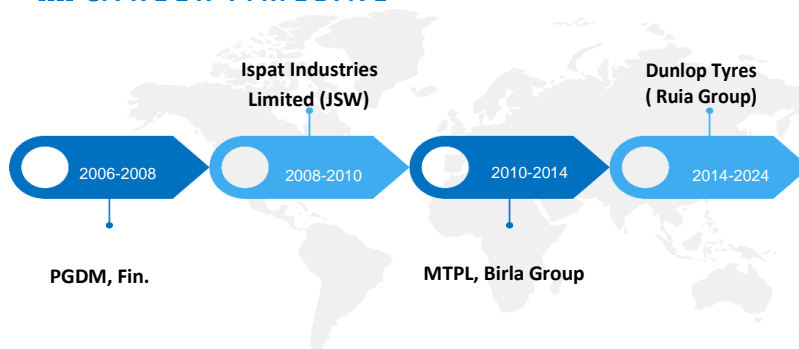 Ispat Industries
Limited (JSW)
Dunlop Tyres
( Ruia Group)
2006-2008
2008-2010
2010-2014
2014-2024
PGDM, Fin.
MTPL, Birla Group